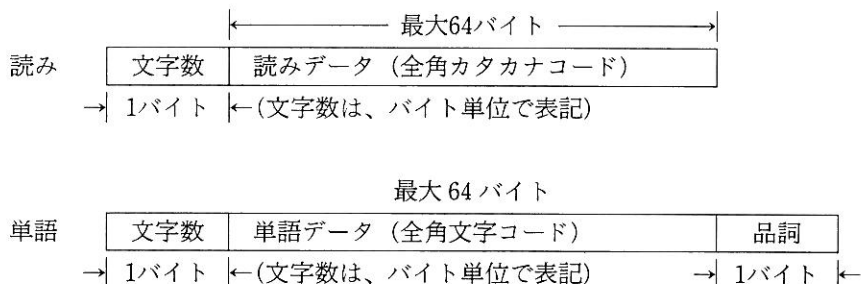 最大64バイト
読み 文字数 読みデータ（全角カタカナコード）
1バイト （文字数は、バイト単位で表記）
最大 64 バイト
単語 文字数 単語データ（全角文字コード） 品詞
1バイト （文字数は、バイト単位で表記） 1バイト